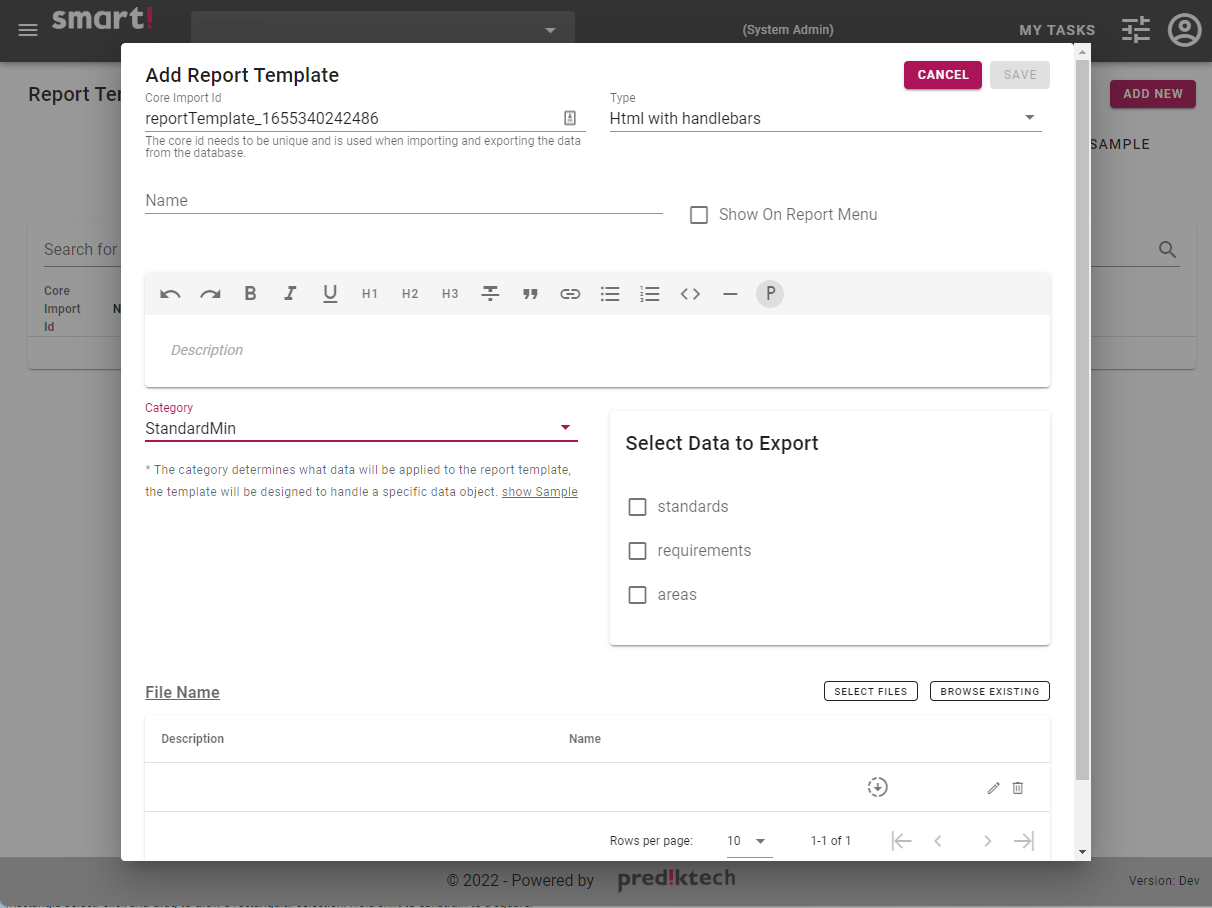 smart!
(System Admin)
MY TASKS
Report Ter
ADD NEW
SAMPLE
Search for
Core
Import
Id
N
Add Report Template
CANCEL
SAVE
Core Import Id
reportTemplate_1655340242486
The core id needs to be unique and is used when importing and exporting the data
from the database.
Type
Html with handlebars
Name
Show On Report Menu
B I U H1 H2 H3 P
Description
Category
StandardMin
* The category determines what data will be applied to the report template,
the template will be designed to handle a specific data object. show Sample
Select Data to Export
standards
requirements
areas
File Name
SELECT FILES
BROWSE EXISTING
Description
Name
Rows per page:
10
1-1 of 1
© 2022 - Powered by
pred!ktech
Version: Dev